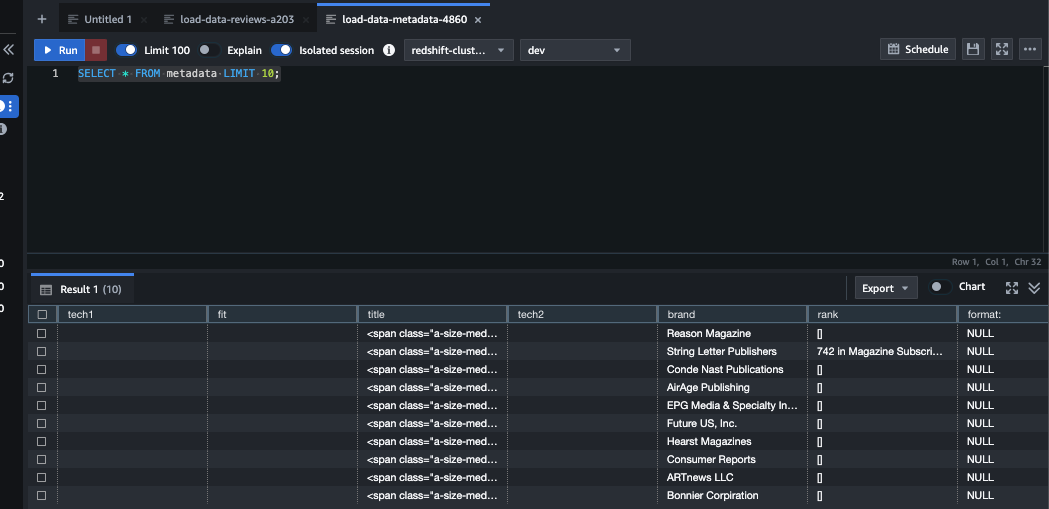 + Untitled 1 × load-data-reviews-a203 × load-data-metadata-4860 ×
Run Limit 100 Explain Isolated session i redshift-clust... dev Schedule ...
1 SELECT * FROM metadata LIMIT 10;
2
0
0
0
Row 1, Col 1, Chr 32
Result 1 (10) Export Chart
tech1 fit title tech2 brand rank format:
<span class="a-size-med... Reason Magazine [] NULL
<span class="a-size-med... String Letter Publishers 742 in Magazine Subscri... NULL
<span class="a-size-med... Conde Nast Publications [] NULL
<span class="a-size-med... AirAge Publishing [] NULL
<span class="a-size-med... EPG Media & Specialty In... [] NULL
<span class="a-size-med... Future US, Inc. [] NULL
<span class="a-size-med... Hearst Magazines [] NULL
<span class="a-size-med... Consumer Reports [] NULL
<span class="a-size-med... ARTnews LLC [] NULL
<span class="a-size-med... Bonnier Corpiration [] NULL